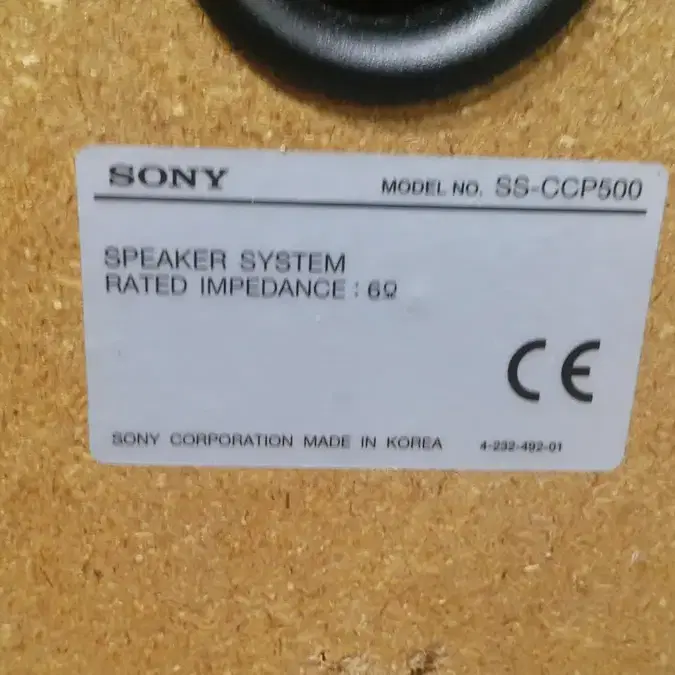 SONY MODEL NO. SS-CCP500
SPEAKER SYSTEM
RATED IMPEDANCE : 6Ω
CE
SONY CORPORATION MADE IN KOREA 4-232-492-01